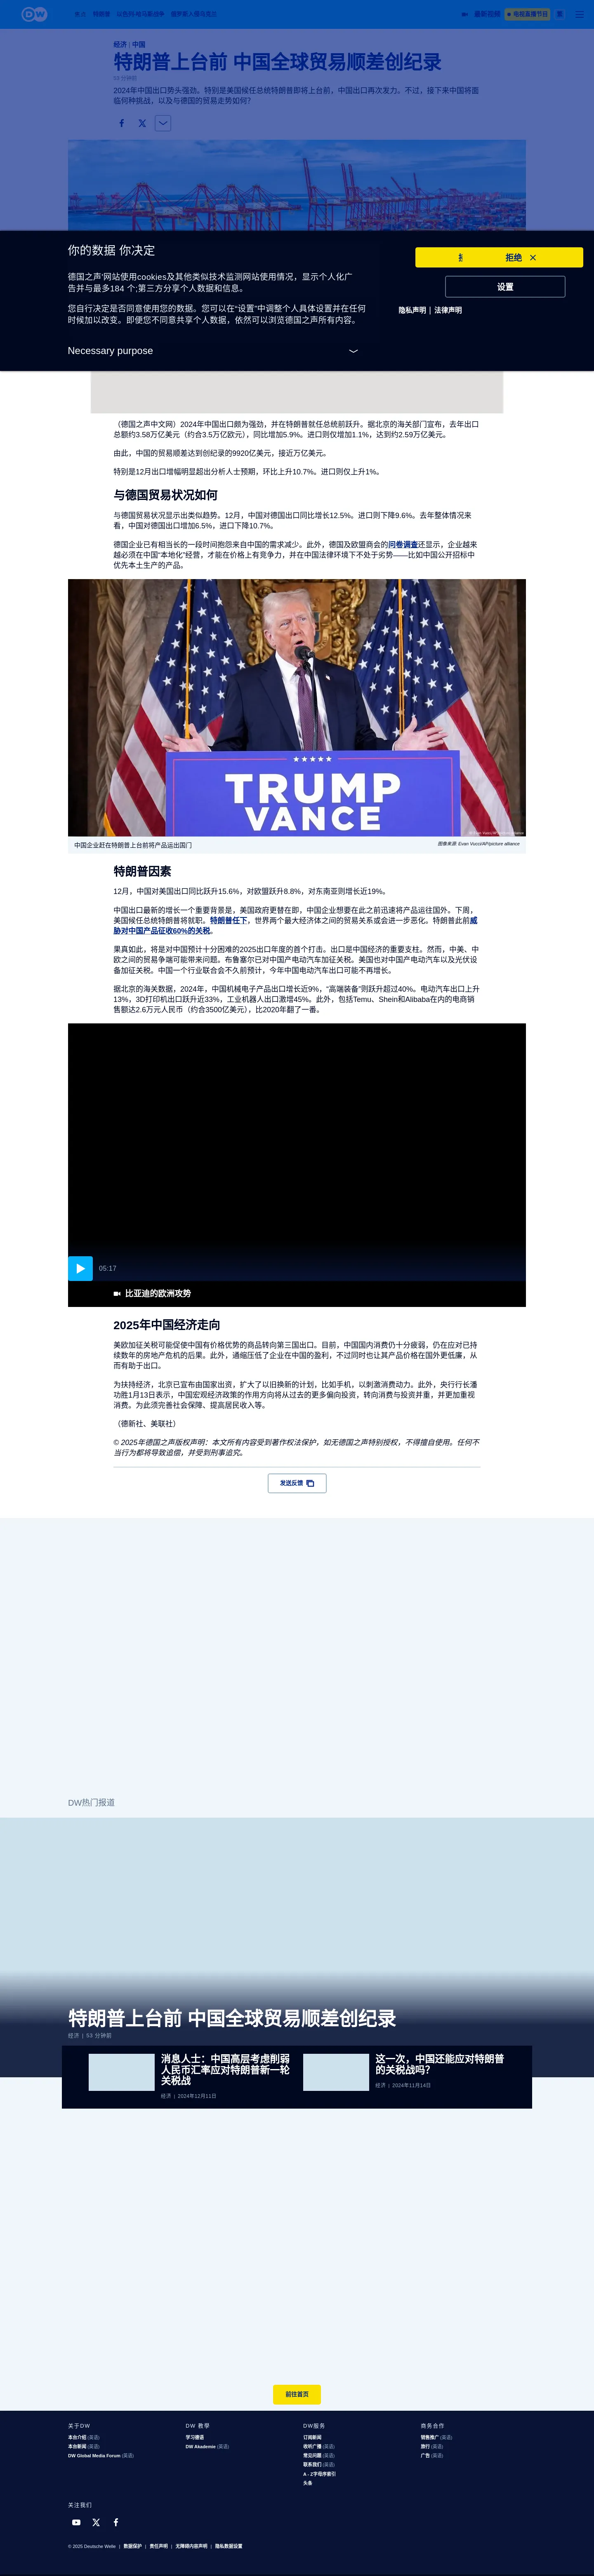 DW
特朗普
以色列-哈马斯战争
俄罗斯入侵乌克兰
最新视频
电视直播节目
繁
经济 | 中国
特朗普上台前 中国全球贸易顺差创纪录
53 分钟前
2024年中国出口势头强劲。特别是美国候任总统特朗普即将上台前，中国出口再次发力。不过，接下来中国将面
临何种挑战，以及与德国的贸易走势如何？
你的数据 你决定
德国之声’网站使用cookies及其他类似技术监测网站使用情况，显示个人化广
告并与最多184 个;第三方分享个人数据和信息。
您自行决定是否同意使用您的数据。您可以在“设置”中调整个人具体设置并在任何
时候加以改变。即便您不同意共享个人数据，依然可以浏览德国之声所有内容。
Necessary purpose
拒绝
设置
隐私声明 | 法律声明
（德国之声中文网）2024年中国出口颇为强劲，并在特朗普就任总统前跃升。据北京的海关部门宣布，去年出口
总额约3.58万亿美元（约合3.5万亿欧元），同比增加5.9%。进口则仅增加1.1%，达到约2.59万亿美元。
由此，中国的贸易顺差达到创纪录的9920亿美元，接近万亿美元。
特别是12月出口增幅明显超出分析人士预期，环比上升10.7%。进口则仅上升1%。
与德国贸易状况如何
与德国贸易状况显示出类似趋势。12月，中国对德国出口同比增长12.5%。进口则下降9.6%。去年整体情况来
看，中国对德国出口增加6.5%，进口下降10.7%。
德国企业已有相当长的一段时间抱怨来自中国的需求减少。此外，德国及欧盟商会的问卷调查还显示，企业越来
越必须在中国“本地化”经营，才能在价格上有竞争力，并在中国法律环境下不处于劣势——比如中国公开招标中
优先本土生产的产品。
TRUMP
VANCE
中国企业赶在特朗普上台前将产品运出国门
图像来源: Evan Vucci/AP/picture alliance
特朗普因素
12月，中国对美国出口同比跃升15.6%，对欧盟跃升8.8%，对东南亚则增长近19%。
中国出口最新的增长一个重要背景是，美国政府更替在即，中国企业想要在此之前迅速将产品运往国外。下周，
美国候任总统特朗普将就职。特朗普任下，世界两个最大经济体之间的贸易关系或会进一步恶化。特朗普此前威
胁对中国产品征收60%的关税。
果真如此，将是对中国预计十分困难的2025出口年度的首个打击。出口是中国经济的重要支柱。然而，中美、中
欧之间的贸易争端可能带来问题。布鲁塞尔已对中国产电动汽车加征关税。美国也对中国产电动汽车以及光伏设
备加征关税。中国一个行业联合会不久前预计，今年中国电动汽车出口可能不再增长。
据北京的海关数据，2024年，中国机械电子产品出口增长近9%，“高端装备”则跃升超过40%。电动汽车出口上升
13%，3D打印机出口跃升近33%，工业机器人出口激增45%。此外，包括Temu、Shein和Alibaba在内的电商销
售额达2.6万元人民币（约合3500亿美元），比2020年翻了一番。
05:17
比亚迪的欧洲攻势
2025年中国经济走向
美欧加征关税可能促使中国有价格优势的商品转向第三国出口。目前，中国国内消费仍十分疲弱，仍在应对已持
续数年的房地产危机的后果。此外，通缩压低了企业在中国的盈利，不过同时也让其产品价格在国外更低廉，从
而有助于出口。
为扶持经济，北京已宣布由国家出资，扩大了以旧换新的计划，比如手机，以刺激消费动力。此外，央行行长潘
功胜1月13日表示，中国宏观经济政策的作用方向将从过去的更多偏向投资，转向消费与投资并重，并更加重视
消费。为此须完善社会保障、提高居民收入等。
（德新社、美联社）
© 2025年德国之声版权声明：本文所有内容受到著作权法保护，如无德国之声特别授权，不得擅自使用。任何不
当行为都将导致追偿，并受到刑事追究。
发送反馈
DW热门报道
特朗普上台前 中国全球贸易顺差创纪录
经济 | 53 分钟前
消息人士：中国高层考虑削弱
人民币汇率应对特朗普新一轮
关税战
经济 | 2024年12月11日
这一次，中国还能应对特朗普
的关税战吗？
经济 | 2024年11月14日
前往首页
关于DW
本台介绍 (英语)
本台新闻 (英语)
DW Global Media Forum (英语)
DW 教學
学习德语
DW Akademie (英语)
DW服务
订阅新闻
收听广播 (英语)
常见问题 (英语)
联系我们 (英语)
A - Z字母序索引
头条
商务合作
销售推广 (英语)
旅行 (英语)
广告 (英语)
关注我们
© 2025 Deutsche Welle | 数据保护 | 责任声明 | 无障碍内容声明 | 隐私数据设置